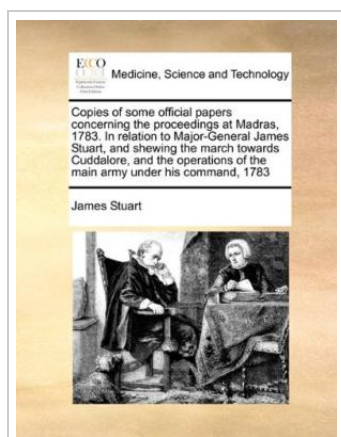 ECCO
Medicine, Science and Technology
Copies of some official papers
concerning the proceedings at Madras,
1783. In relation to Major-General James
Stuart, and shewing the march towards
Cuddalore, and the operations of the
main army under his command, 1783
James Stuart